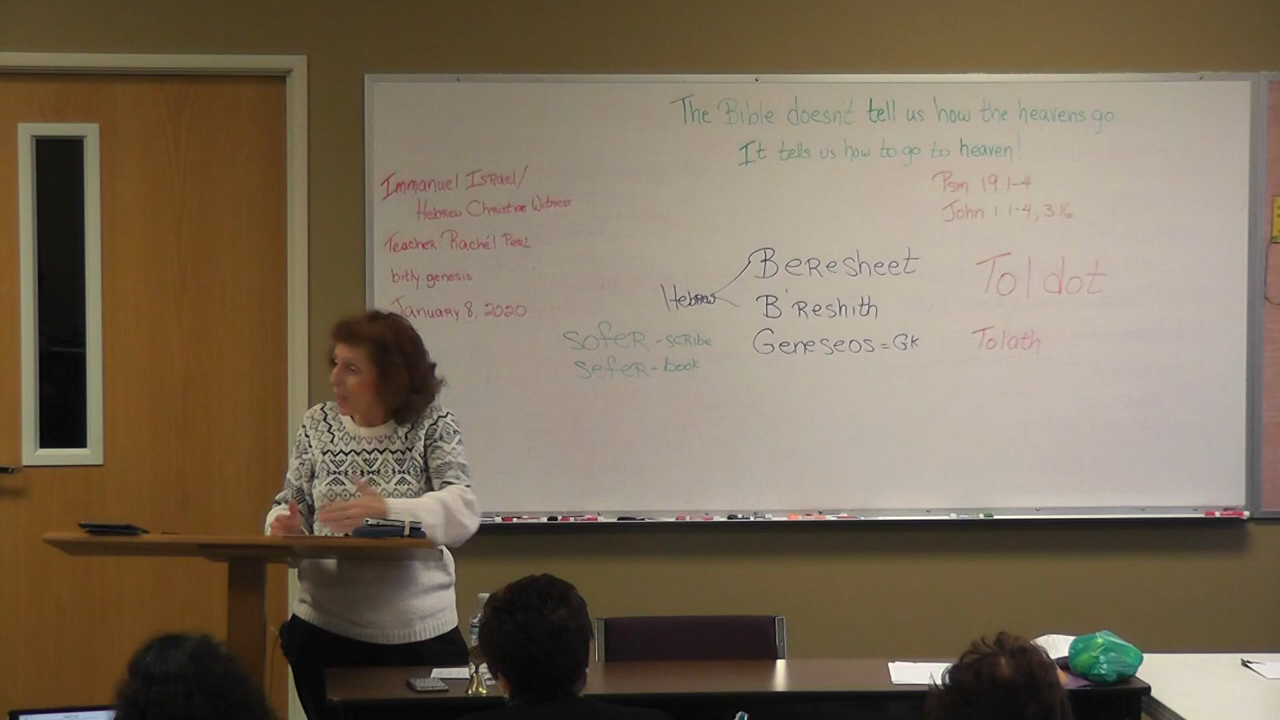 The Bible doesn't tell us how the heavens go
It tells us how to go to heaven!
Psm 19.1-4
John 1.1-4, 3.16
Immanuel Israel/
Hebrew Christian Witness
Teacher: Rachél Perz
bitly.genesis
January 8, 2020
Hebrew
Beresheet
B'Reshith
Geneseos = GK
sofer - scribe
sefer - book
Toldot
Tolath